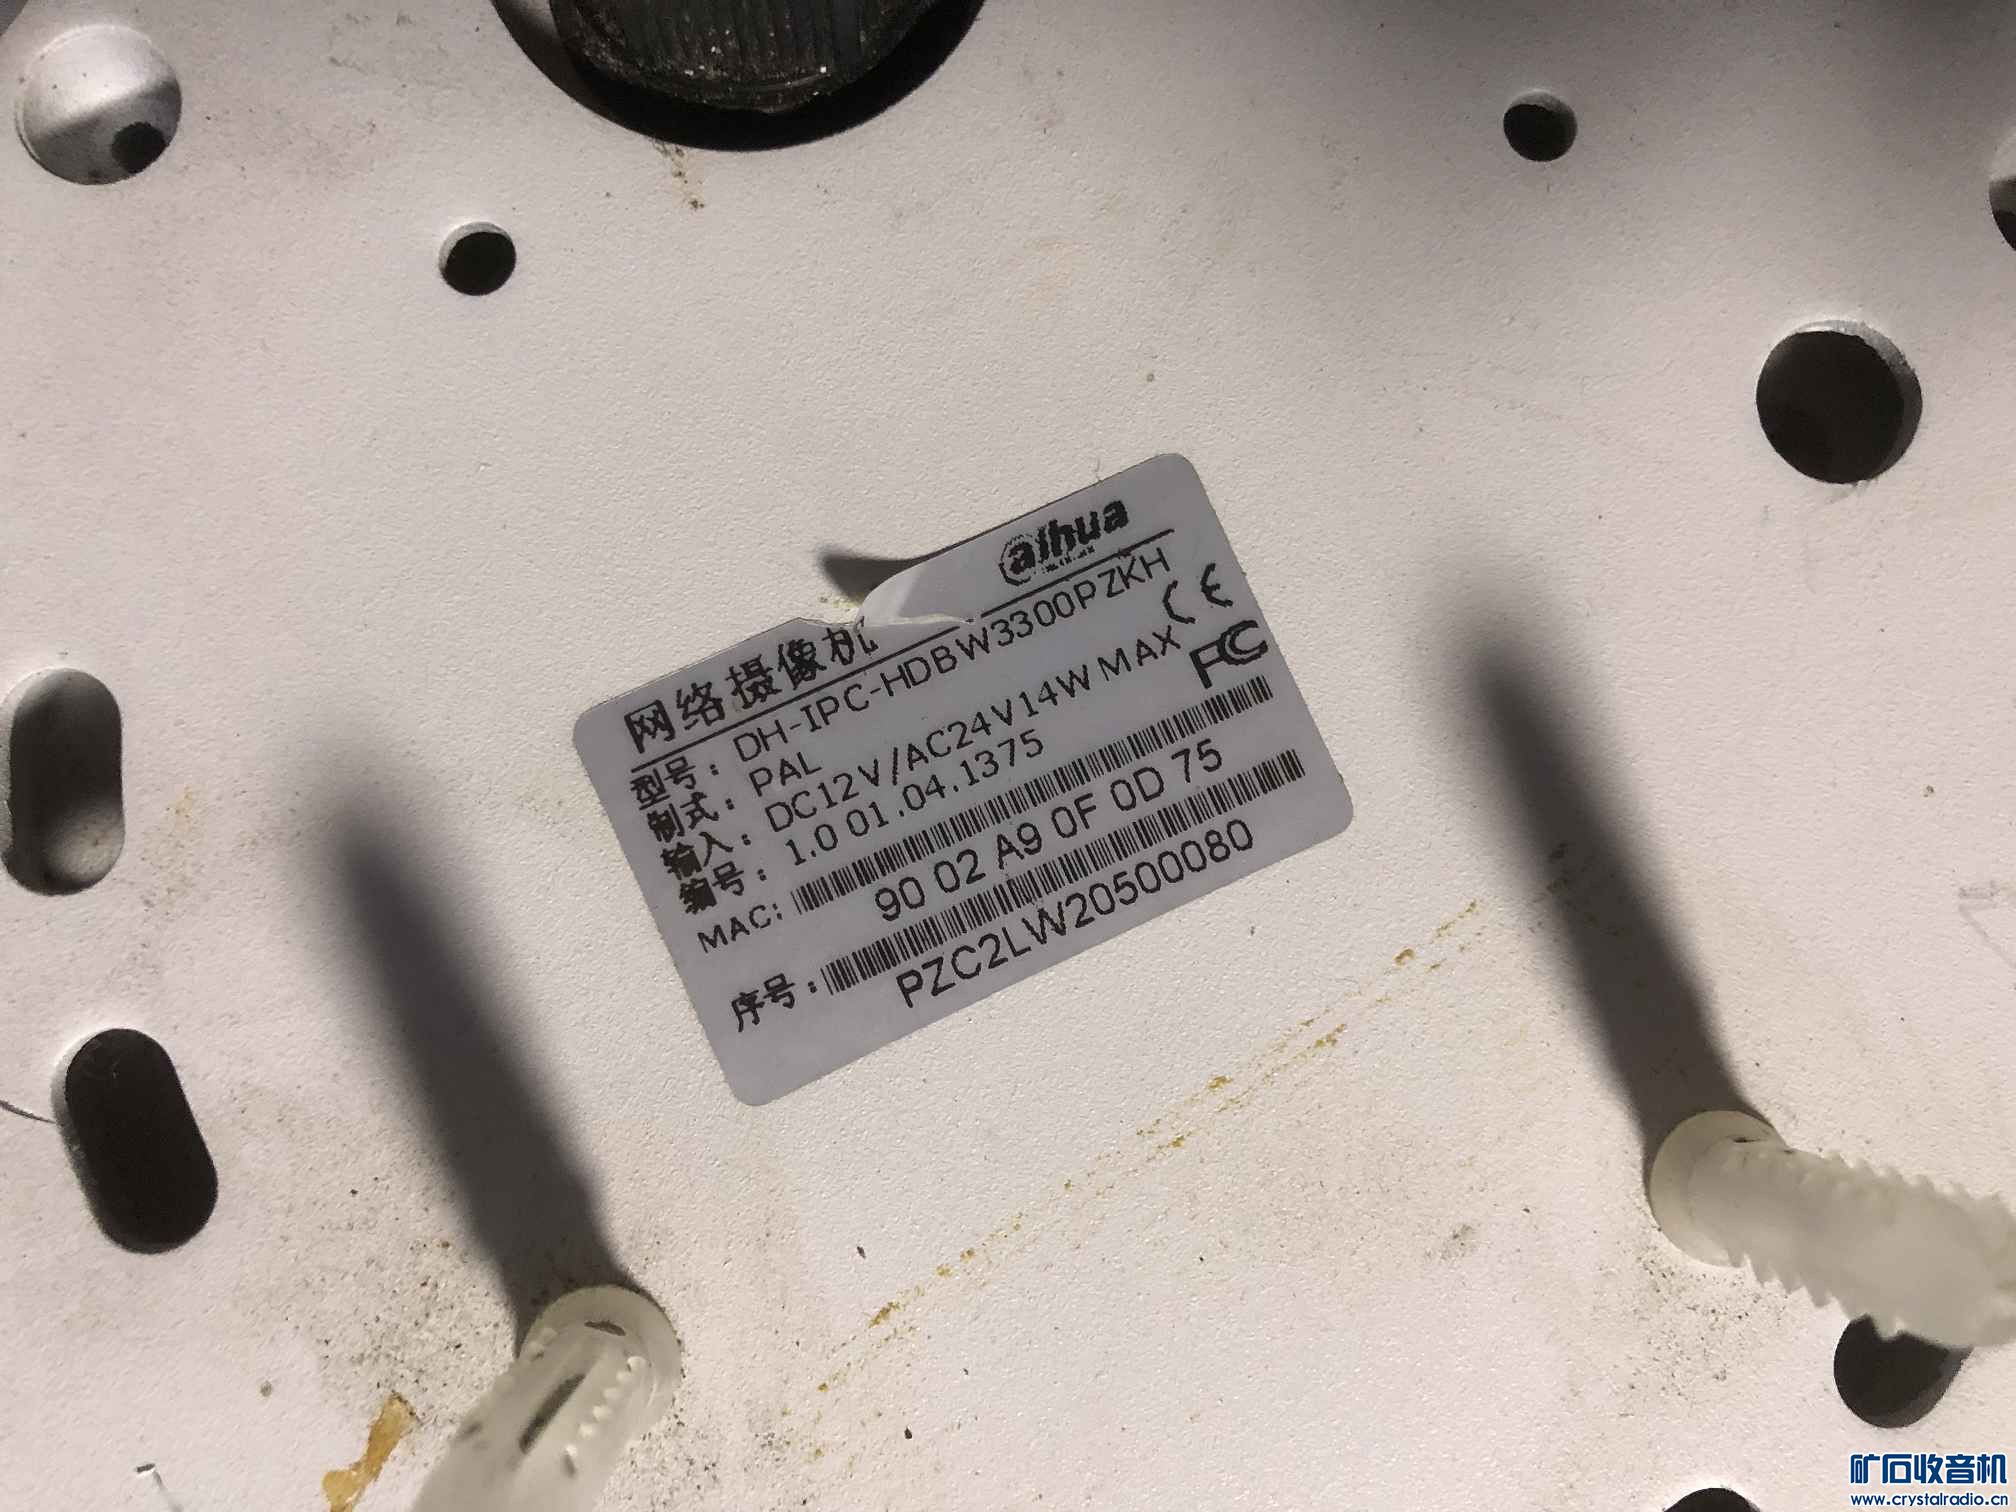 网络摄像机
alhua
型号: DH-IPC-HDBW3300PZKH
制式: PAL
输入: DC12V/AC24V14W MAX
编号: 1.0 01.04.1375
CE
FC
MAC:
90 02 A9 0F 0D 75
序号:
PZC2LW20500080
矿石收音机
www.crystalradio.cn